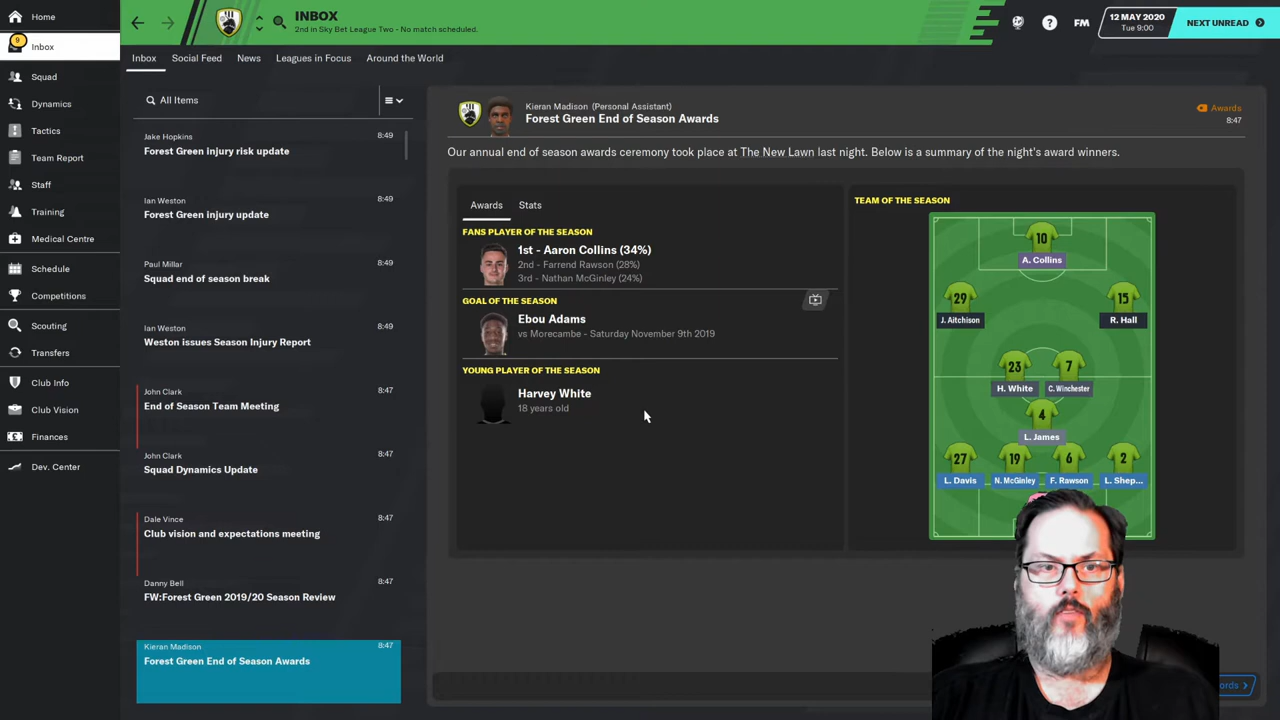 Home
INBOX
2nd in Sky Bet League Two - No match scheduled.
FM
12 MAY 2020
Tue 9:00
NEXT UNREAD
9
Inbox
Squad
Dynamics
Tactics
Team Report
Staff
Training
Medical Centre
Schedule
Competitions
Scouting
Transfers
Club Info
Club Vision
Finances
Dev. Center
Inbox
Social Feed
News
Leagues in Focus
Around the World
All Items
Jake Hopkins
8:49
Forest Green injury risk update
Ian Weston
8:49
Forest Green injury update
Paul Millar
8:49
Squad end of season break
Ian Weston
8:49
Weston issues Season Injury Report
John Clark
8:47
End of Season Team Meeting
John Clark
8:47
Squad Dynamics Update
Dale Vince
8:47
Club vision and expectations meeting
Danny Bell
8:47
FW:Forest Green 2019/20 Season Review
Kieran Madison
8:47
Forest Green End of Season Awards
Kieran Madison (Personal Assistant)
Forest Green End of Season Awards
Awards
8:47
Our annual end of season awards ceremony took place at The New Lawn last night. Below is a summary of the night's award winners.
Awards
Stats
FANS PLAYER OF THE SEASON
1st - Aaron Collins (34%)
2nd - Farrend Rawson (28%)
3rd - Nathan McGinley (24%)
GOAL OF THE SEASON
Ebou Adams
vs Morecambe - Saturday November 9th 2019
YOUNG PLAYER OF THE SEASON
Harvey White
18 years old
TEAM OF THE SEASON
10
A. Collins
29
15
J. Aitchison
R. Hall
23
7
H. White
C. Winchester
4
L. James
27
19
6
2
L. Davis
N. McGinley
F. Rawson
L. Shep...
ords